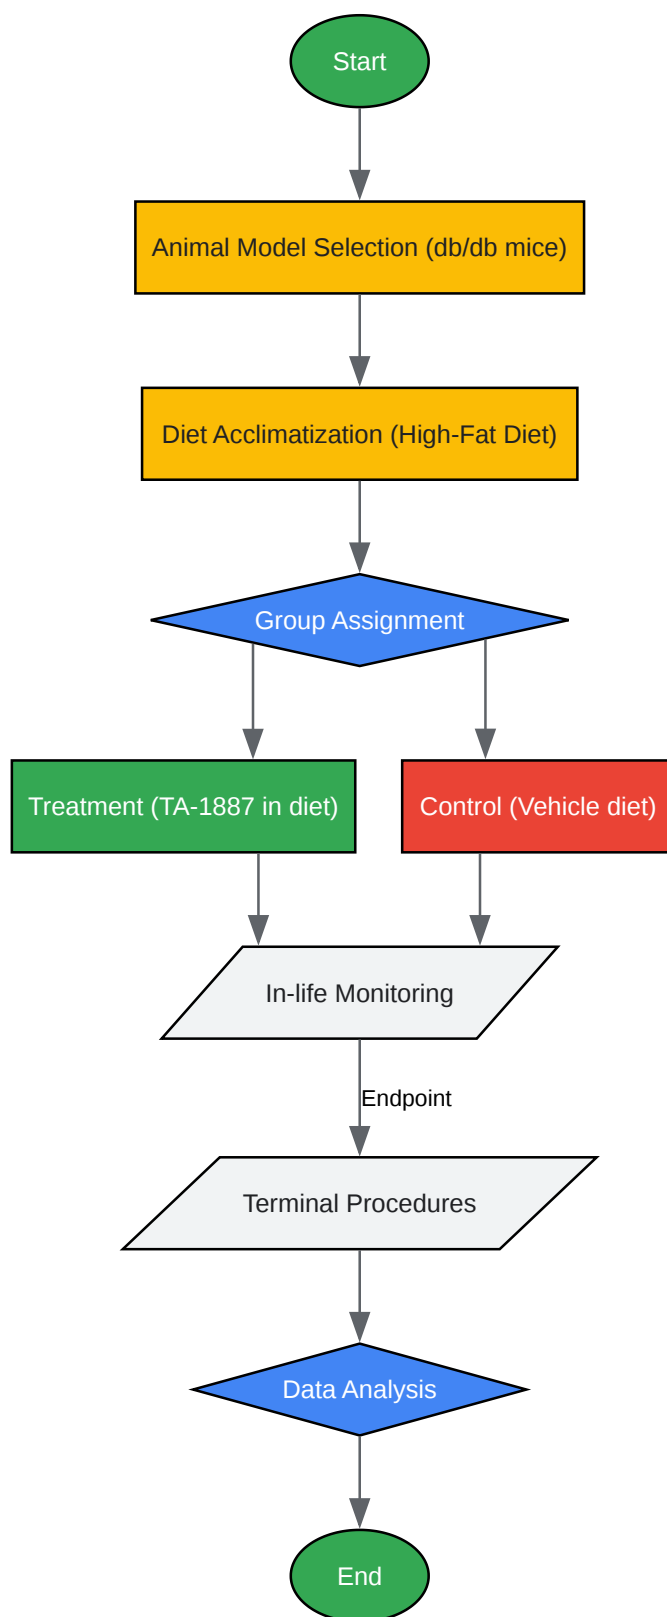 Start
Animal Model Selection (db/db mice)
Diet Acclimatization (High-Fat Diet)
Group Assignment
Treatment (TA-1887 in diet)
Control (Vehicle diet)
In-life Monitoring
Endpoint
Terminal Procedures
Data Analysis
End